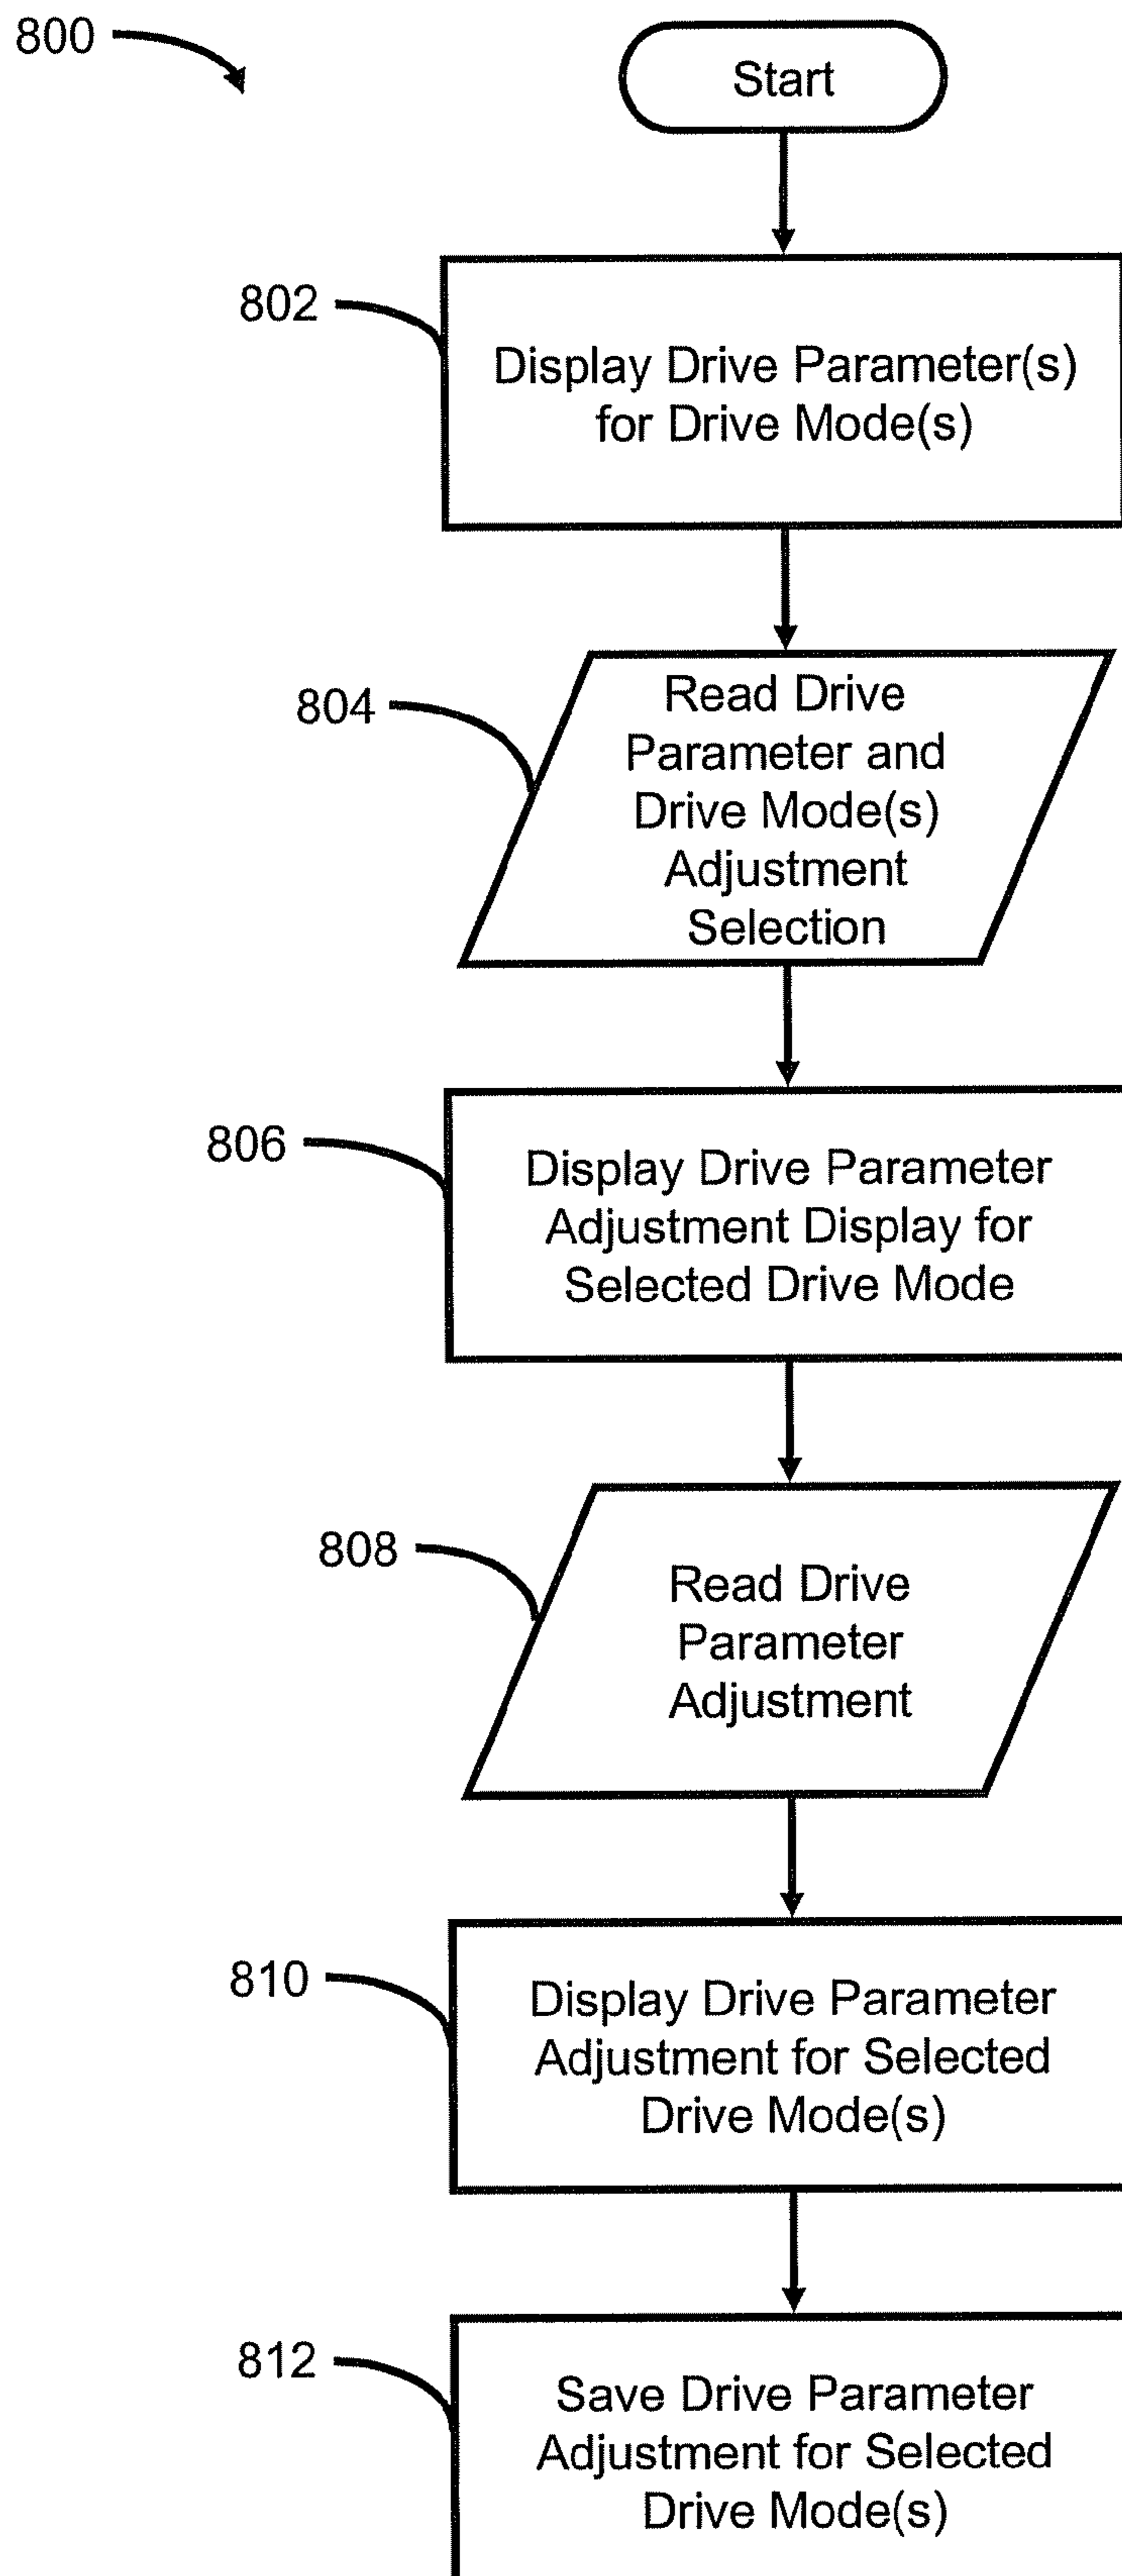 800
Start
802
Display Drive Parameter(s)
for Drive Mode(s)
804
Read Drive
Parameter and
Drive Mode(s)
Adjustment
Selection
806
Display Drive Parameter
Adjustment Display for
Selected Drive Mode
808
Read Drive
Parameter
Adjustment
810
Display Drive Parameter
Adjustment for Selected
Drive Mode(s)
812
Save Drive Parameter
Adjustment for Selected
Drive Mode(s)